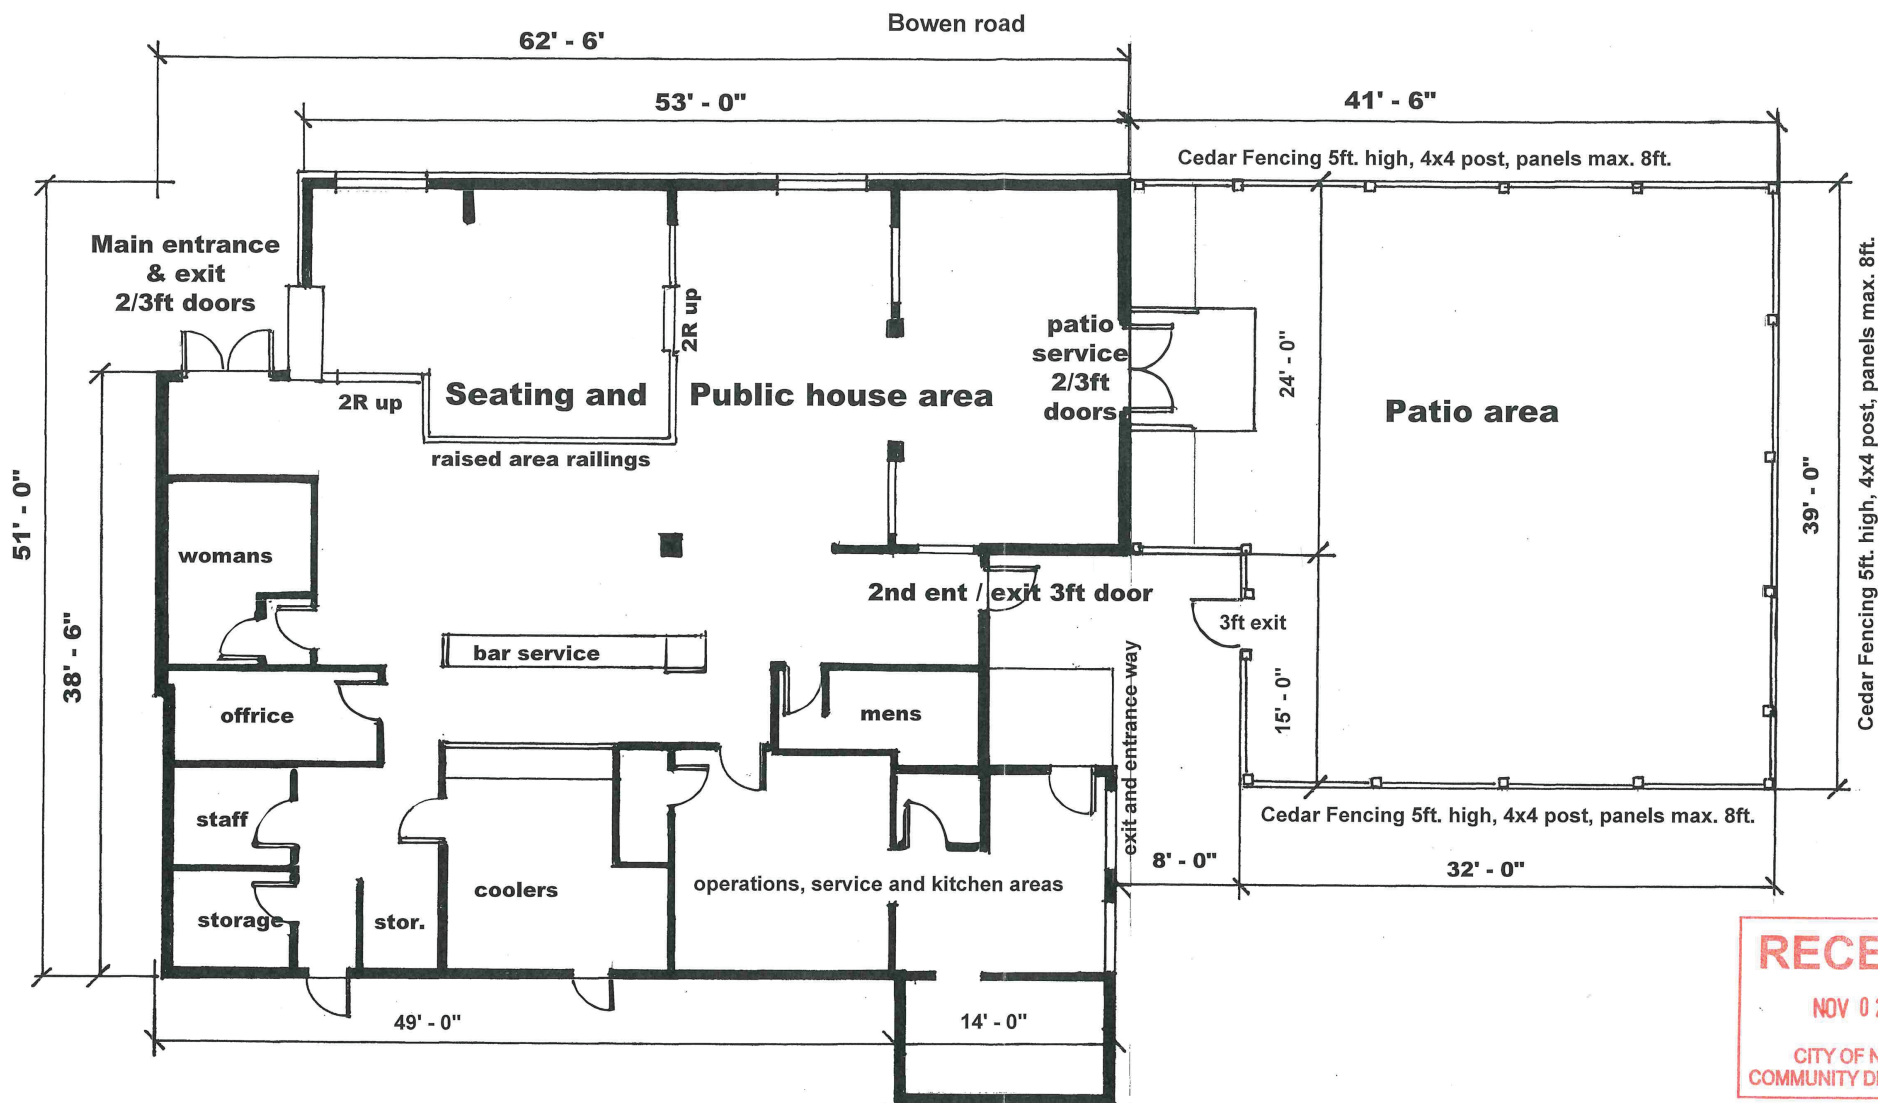 Bowen road
62' - 6'
53' - 0"
41' - 6"
Cedar Fencing 5ft. high, 4x4 post, panels max. 8ft.
Main entrance
& exit
2/3ft doors
2R up
2R up
patio
service
2/3ft
doors
24' - 0"
Seating and
Public house area
Patio area
raised area railings
51' - 0"
38' - 6"
39' - 0"
Cedar Fencing 5ft. high, 4x4 post, panels max. 8ft.
womans
2nd ent / exit 3ft door
3ft exit
bar service
15' - 0"
exit and entrance way
offrice
mens
staff
Cedar Fencing 5ft. high, 4x4 post, panels max. 8ft.
8' - 0"
32' - 0"
coolers
operations, service and kitchen areas
storage
stor.
49' - 0"
14' - 0"
RECE
NOV 0
CITY OF N
COMMUNITY D